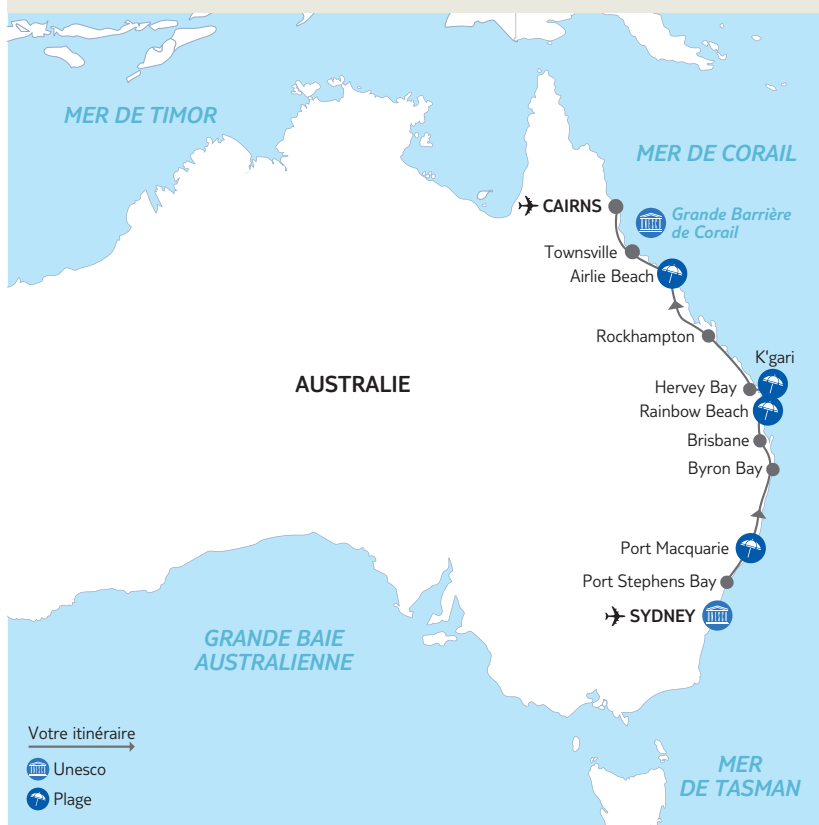 MER DE TIMOR
MER DE CORAIL
CAIRNS
Grande Barrière
de Corail
Townsville
Airlie Beach
Rockhampton
K'gari
AUSTRALIE
Hervey Bay
Rainbow Beach
Brisbane
Byron Bay
Port Macquarie
Port Stephens Bay
SYDNEY
GRANDE BAIE
AUSTRALIENNE
Votre itinéraire
Unesco
Plage
MER
DE TASMAN